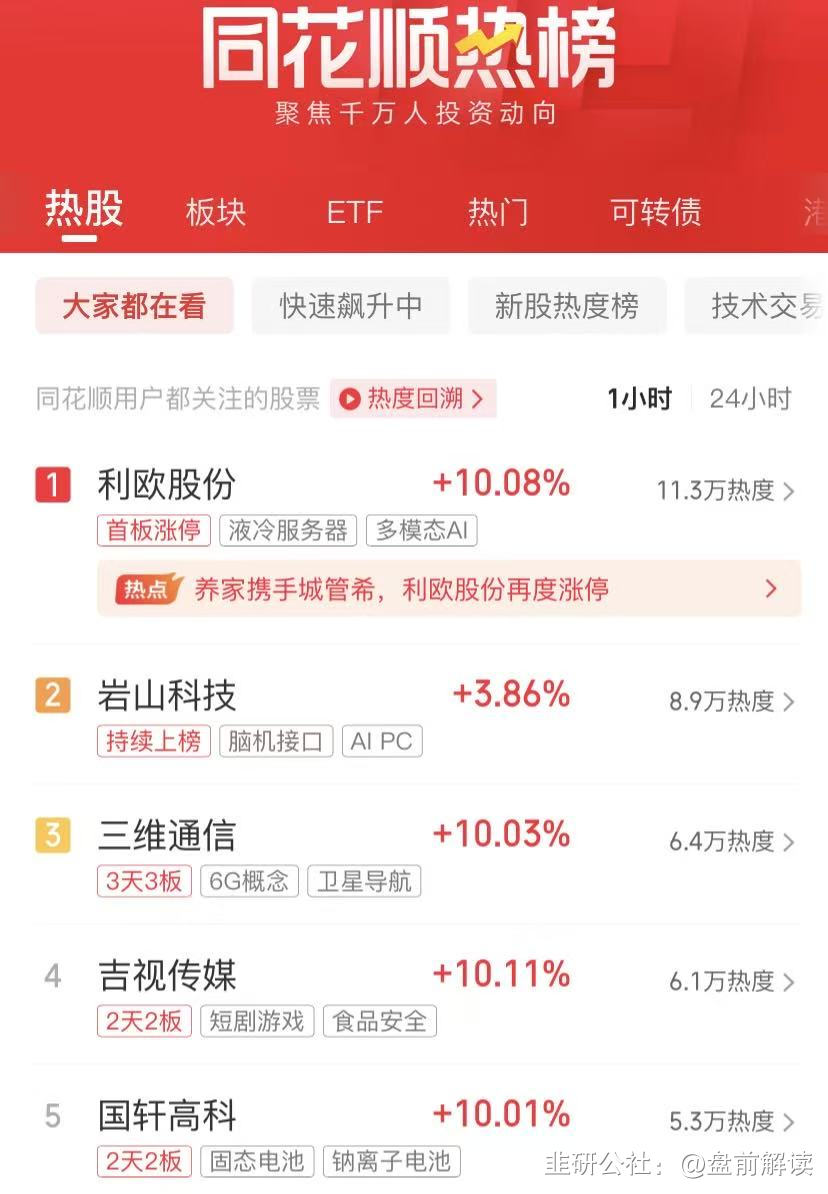 同花顺热榜
聚焦千万人投资动向
热股 板块 ETF 热门 可转债 港
大家都在看 快速飙升中 新股热度榜 技术交易
同花顺用户都关注的股票 热度回溯 1小时 24小时
1 利欧股份 +10.08% 11.3万热度
首板涨停 液冷服务器 多模态AI
热点 养家携手城管希，利欧股份再度涨停
2 岩山科技 +3.86% 8.9万热度
持续上榜 脑机接口 AI PC
3 三维通信 +10.03% 6.4万热度
3天3板 6G概念 卫星导航
4 吉视传媒 +10.11% 6.1万热度
2天2板 短剧游戏 食品安全
5 国轩高科 +10.01% 5.3万热度
2天2板 固态电池 钠离子电池
韭研公社：@盘前解读